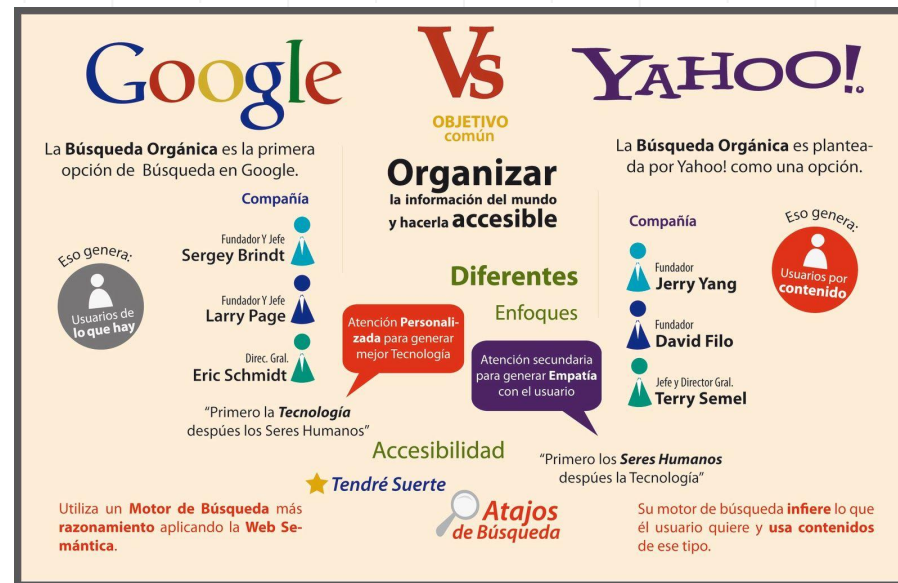 Google
Vs
YAHOO!
OBJETIVO
común
Organizar
la información del mundo
y hacerla accesible
La Búsqueda Orgánica es la primera
opción de Búsqueda en Google.
Compañía
Fundador Y Jefe
Sergey Brindt
Fundador Y Jefe
Larry Page
Direc. Gral.
Eric Schmidt
Eso genera:
Usuarios de
lo que hay
"Primero la Tecnología
despúes los Seres Humanos"
Diferentes
Enfoques
Atención Personali-
zada para generar
mejor Tecnología
Atención secundaria
para generar Empatía
con el usuario
La Búsqueda Orgánica es plantea-
da por Yahoo! como una opción.
Compañía
Fundador
Jerry Yang
Fundador
David Filo
Jefe y Director Gral.
Terry Semel
Eso genera:
Usuarios por
contenido
"Primero los Seres Humanos
despúes la Tecnología"
Accesibilidad
Tendré Suerte
Atajos
de Búsqueda
Utiliza un Motor de Búsqueda más
razonamiento aplicando la Web Se-
mántica.
Su motor de búsqueda infiere lo que
él usuario quiere y usa contenidos
de ese tipo.